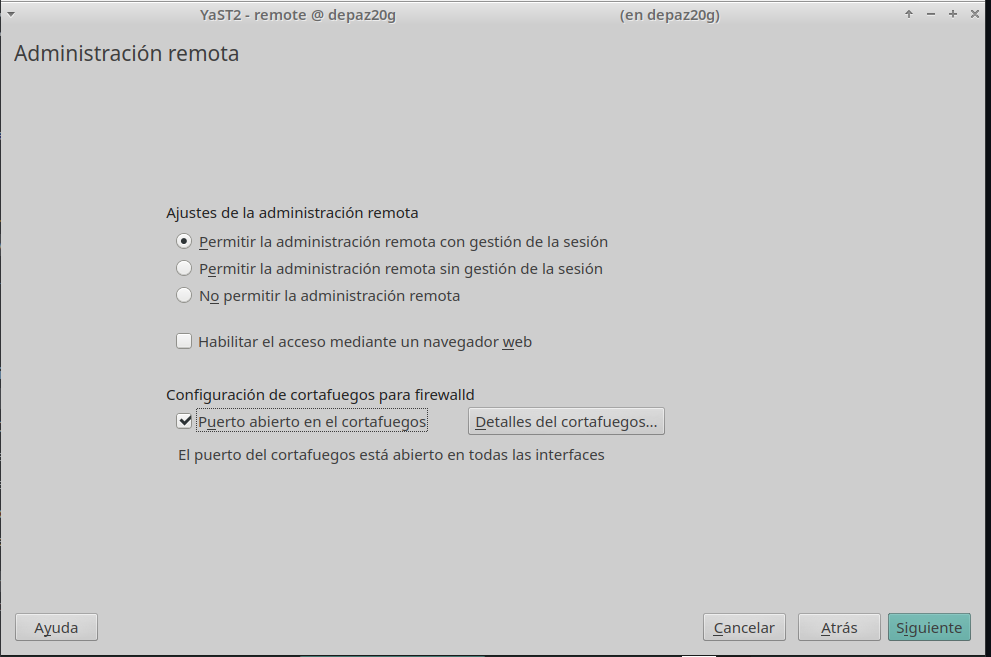 YaST2 - remote @ depaz20g (en depaz20g)
Administración remota
Ajustes de la administración remota
Permitir la administración remota con gestión de la sesión
Permitir la administración remota sin gestión de la sesión
No permitir la administración remota
Habilitar el acceso mediante un navegador web
Configuración de cortafuegos para firewalld
Puerto abierto en el cortafuegos Detalles del cortafuegos...
El puerto del cortafuegos está abierto en todas las interfaces
Ayuda Cancelar Atrás Siguiente